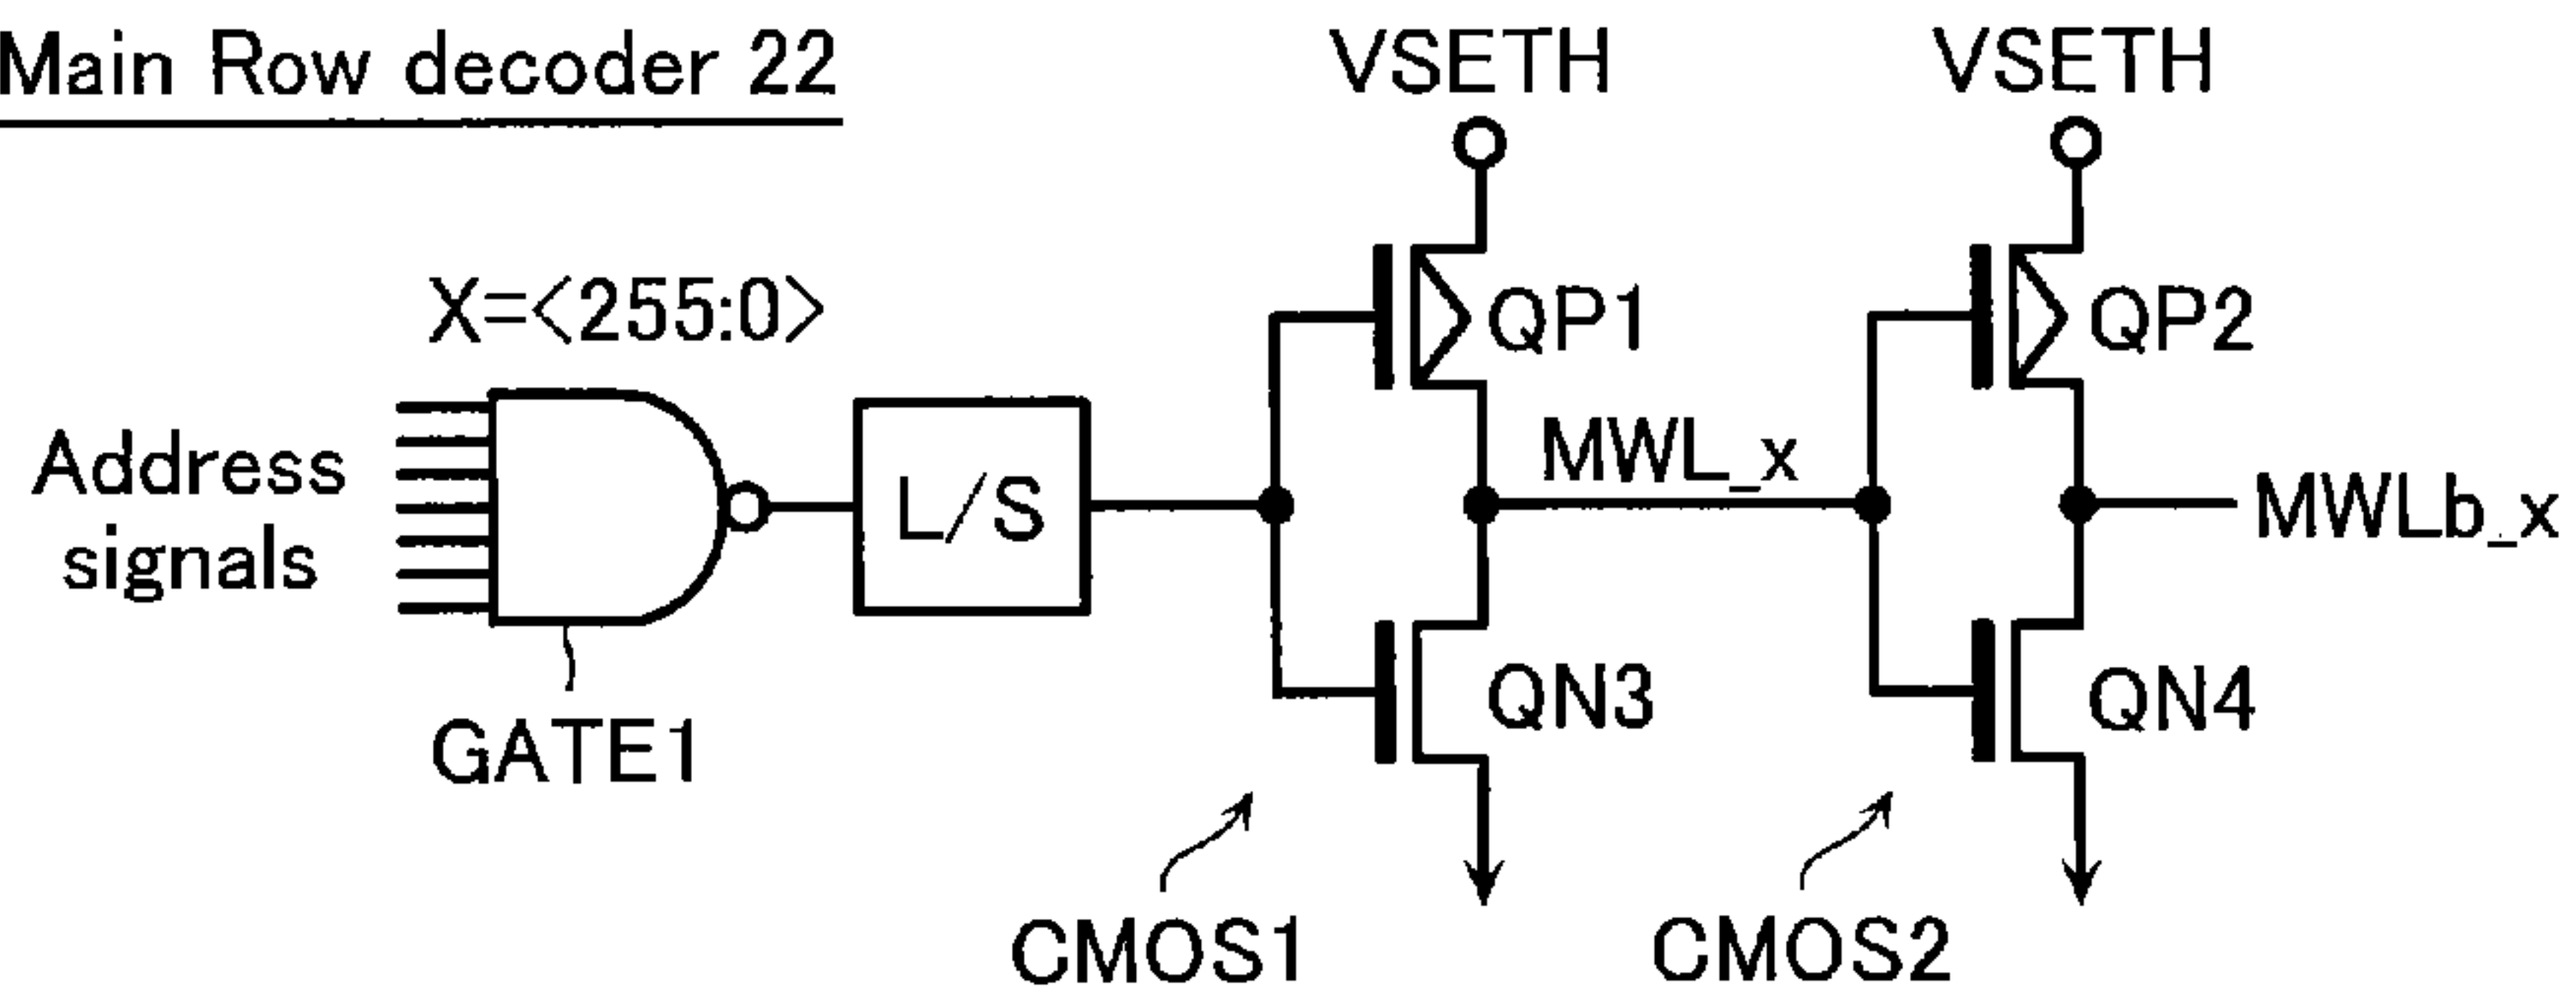 Main Row decoder 22
VSETH
VSETH
X=<255:0>
QP1
QP2
Address
signals
L/S
MWL_x
MWLb_x
GATE1
QN3
QN4
CMOS1
CMOS2